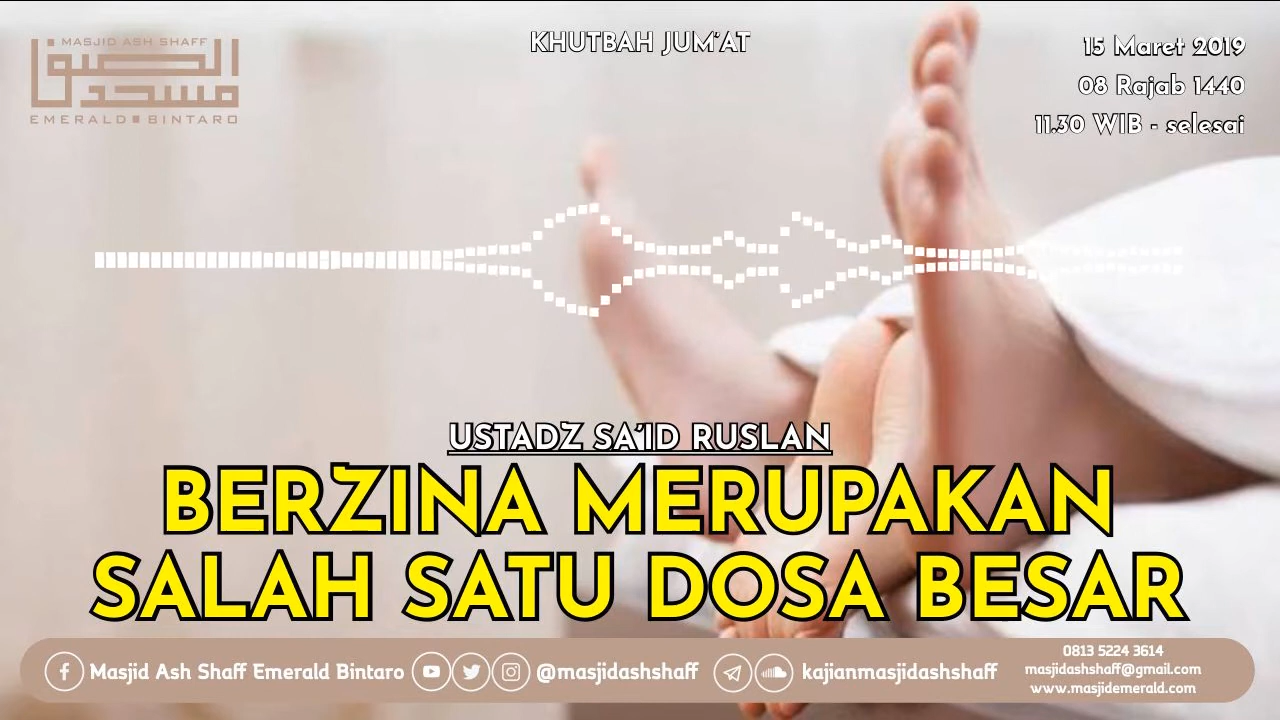 MASJID ASH SHAFF
الصف
مسجد
EMERALD BINTARO
KHUTBAH JUM'AT
15 Maret 2019
08 Rajab 1440
11.30 WIB - selesai
USTADZ SA'ID RUSLAN
BERZINA MERUPAKAN
SALAH SATU DOSA BESAR
Masjid Ash Shaff Emerald Bintaro @masjidashshaff kajianmasjidashshaff
0813 5224 3614
masjidashshaff@gmail.com
www.masjidemerald.com